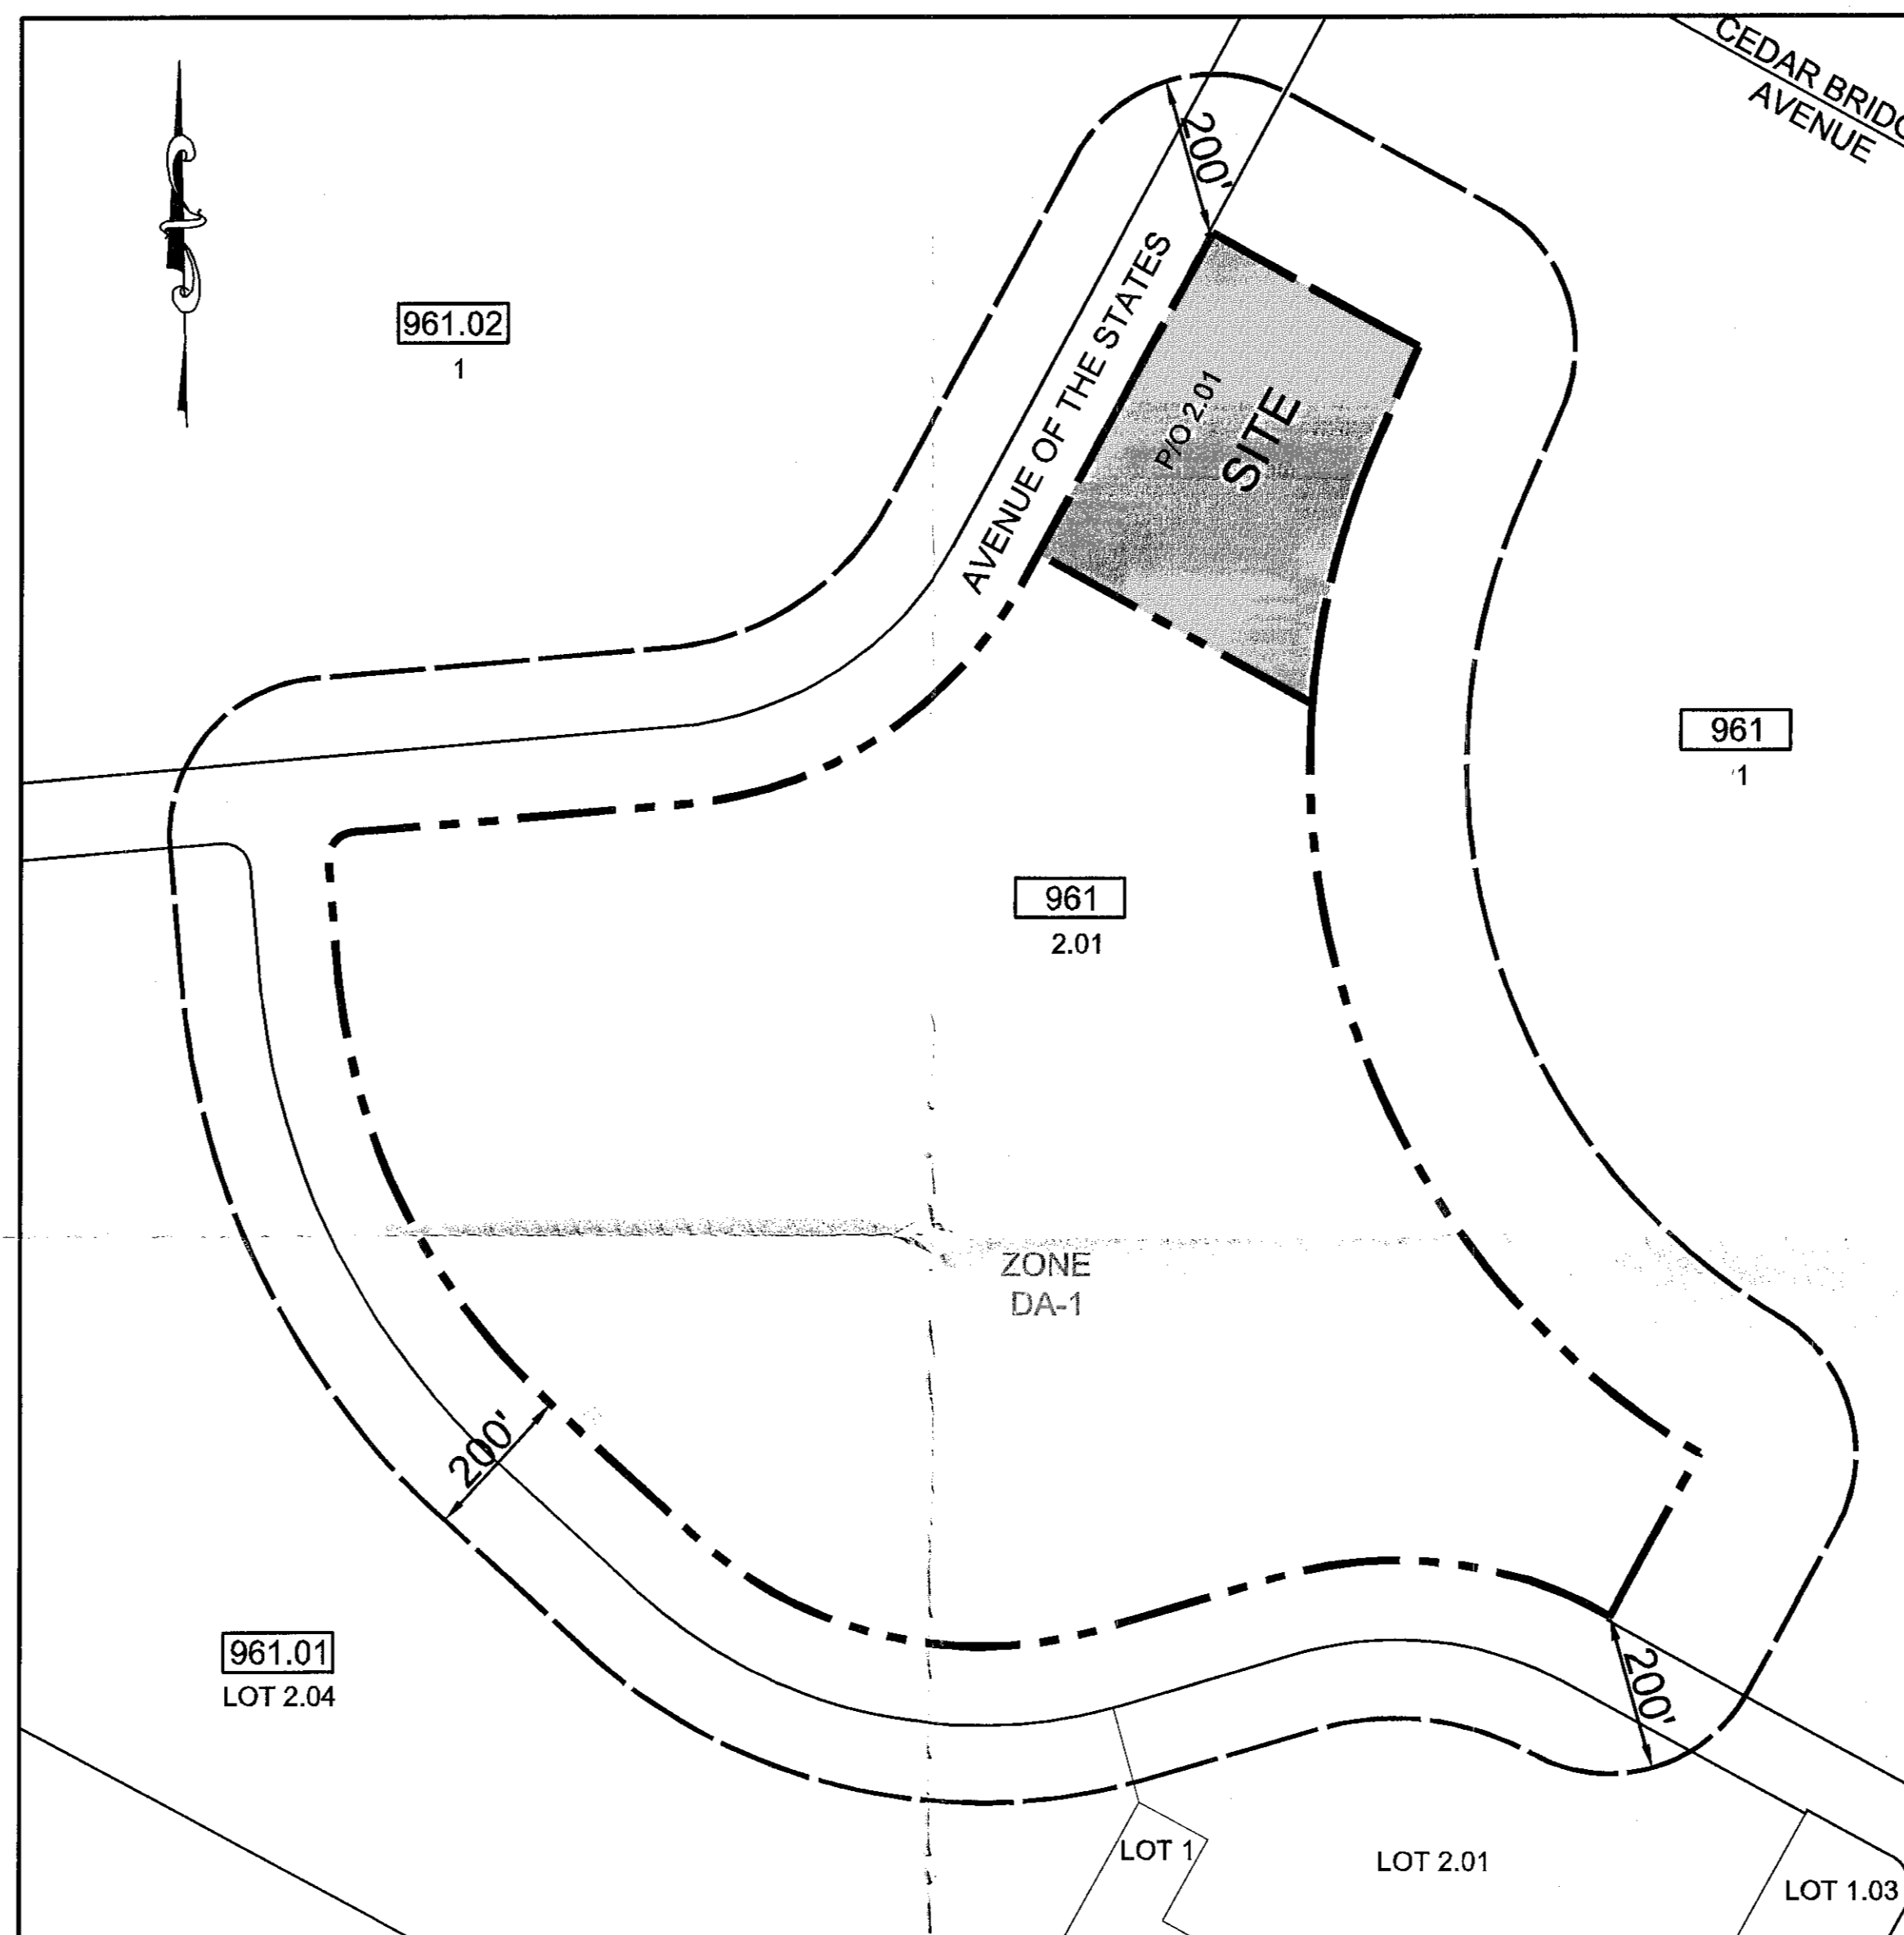 CEDAR BRIDG
AVENUE
200'
961.02
1
AVENUE OF THE STATES
P/O 2.01
SITE
961
1
961
2.01
ZONE
DA-1
200'
961.01
LOT 2.04
200'
LOT 1
LOT 2.01
LOT 1.03